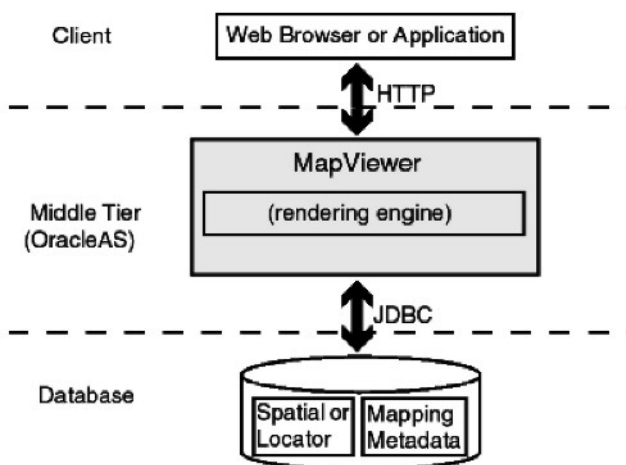 Client
Web Browser or Application
HTTP
MapViewer
(rendering engine)
Middle Tier
(OracleAS)
JDBC
Database
Spatial or
Locator
Mapping
Metadata